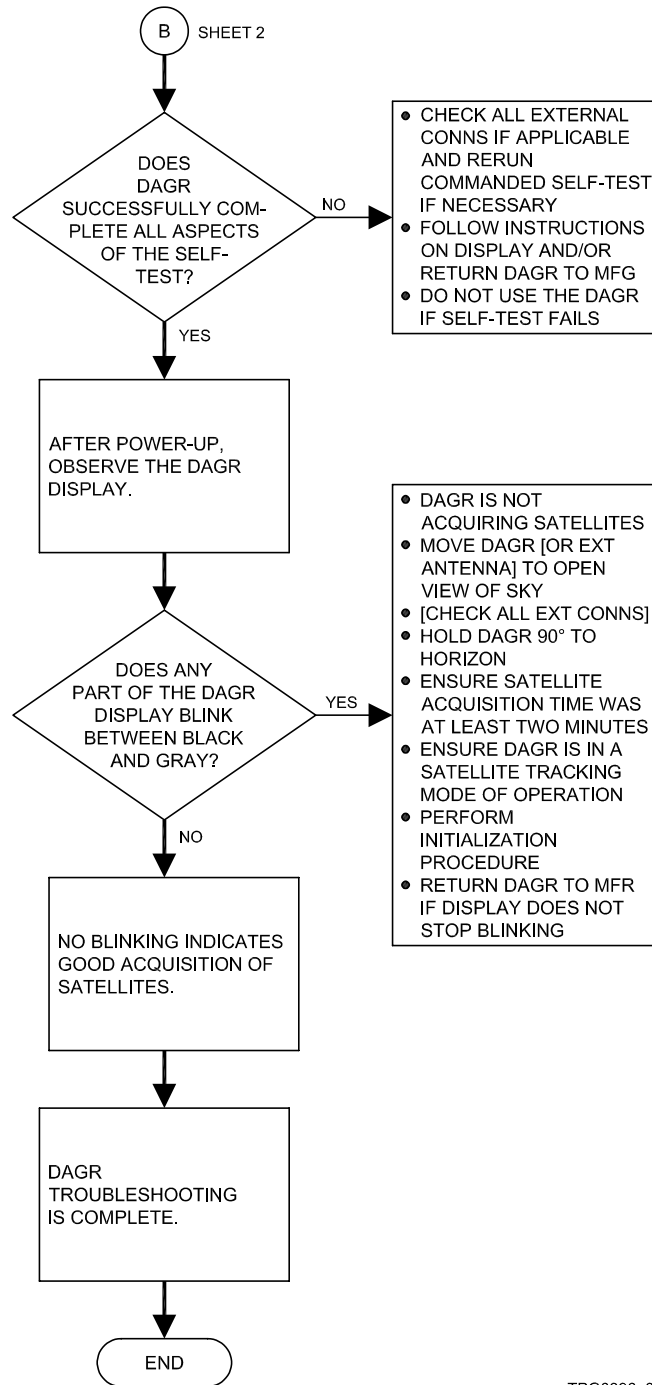 B SHEET 2
DOES
DAGR
SUCCESSFULLY COM-
PLETE ALL ASPECTS
OF THE SELF-
TEST?
NO
● CHECK ALL EXTERNAL
CONNS IF APPLICABLE
AND RERUN
COMMANDED SELF-TEST
IF NECESSARY
● FOLLOW INSTRUCTIONS
ON DISPLAY AND/OR
RETURN DAGR TO MFG
● DO NOT USE THE DAGR
IF SELF-TEST FAILS
YES
AFTER POWER-UP,
OBSERVE THE DAGR
DISPLAY.
DOES ANY
PART OF THE DAGR
DISPLAY BLINK
BETWEEN BLACK
AND GRAY?
YES
● DAGR IS NOT
ACQUIRING SATELLITES
● MOVE DAGR [OR EXT
ANTENNA] TO OPEN
VIEW OF SKY
● [CHECK ALL EXT CONNS]
● HOLD DAGR 90° TO
HORIZON
● ENSURE SATELLITE
ACQUISITION TIME WAS
AT LEAST TWO MINUTES
● ENSURE DAGR IS IN A
SATELLITE TRACKING
MODE OF OPERATION
● PERFORM
INITIALIZATION
PROCEDURE
● RETURN DAGR TO MFR
IF DISPLAY DOES NOT
STOP BLINKING
NO
NO BLINKING INDICATES
GOOD ACQUISITION OF
SATELLITES.
DAGR
TROUBLESHOOTING
IS COMPLETE.
END